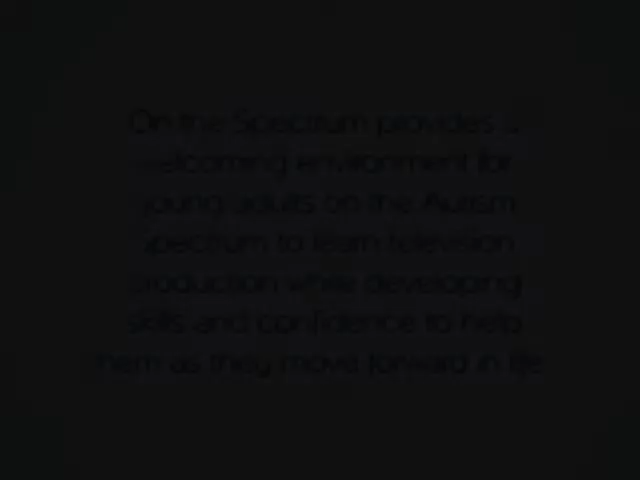 On the Spectrum provides a
welcoming environment for
young adults on the Autism
Spectrum to learn television
production while developing
skills and confidence to help
them as they move forward in life